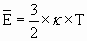 E̅ = 3/2 × κ × T